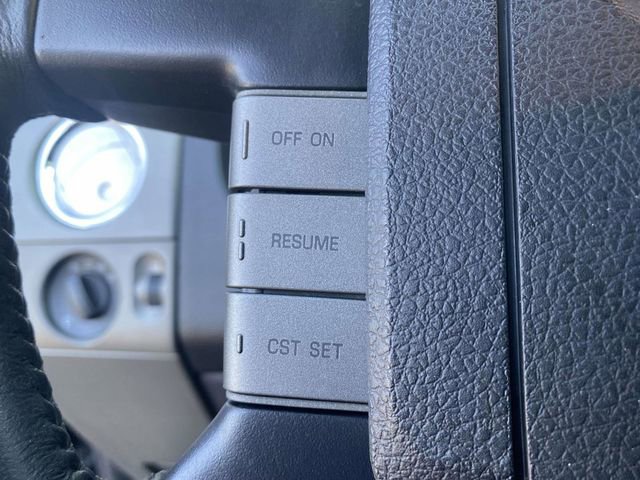 OFF ON
RESUME
CST SET